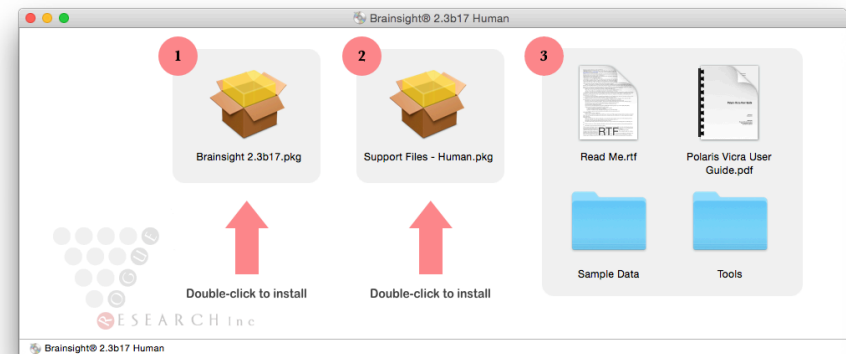 Brainsight® 2.3b17 Human
1
2
3
Brainsight 2.3b17.pkg
Support Files - Human.pkg
RTF
Read Me.rtf
Polaris Vicra User
Guide.pdf
Double-click to install
Double-click to install
Sample Data
Tools
RESEARCH Inc
Brainsight® 2.3b17 Human